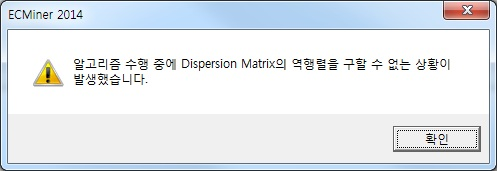 ECMiner 2014
알고리즘 수행 중에 Dispersion Matrix의 역행렬을 구할 수 없는 상황이
발생했습니다.
확인